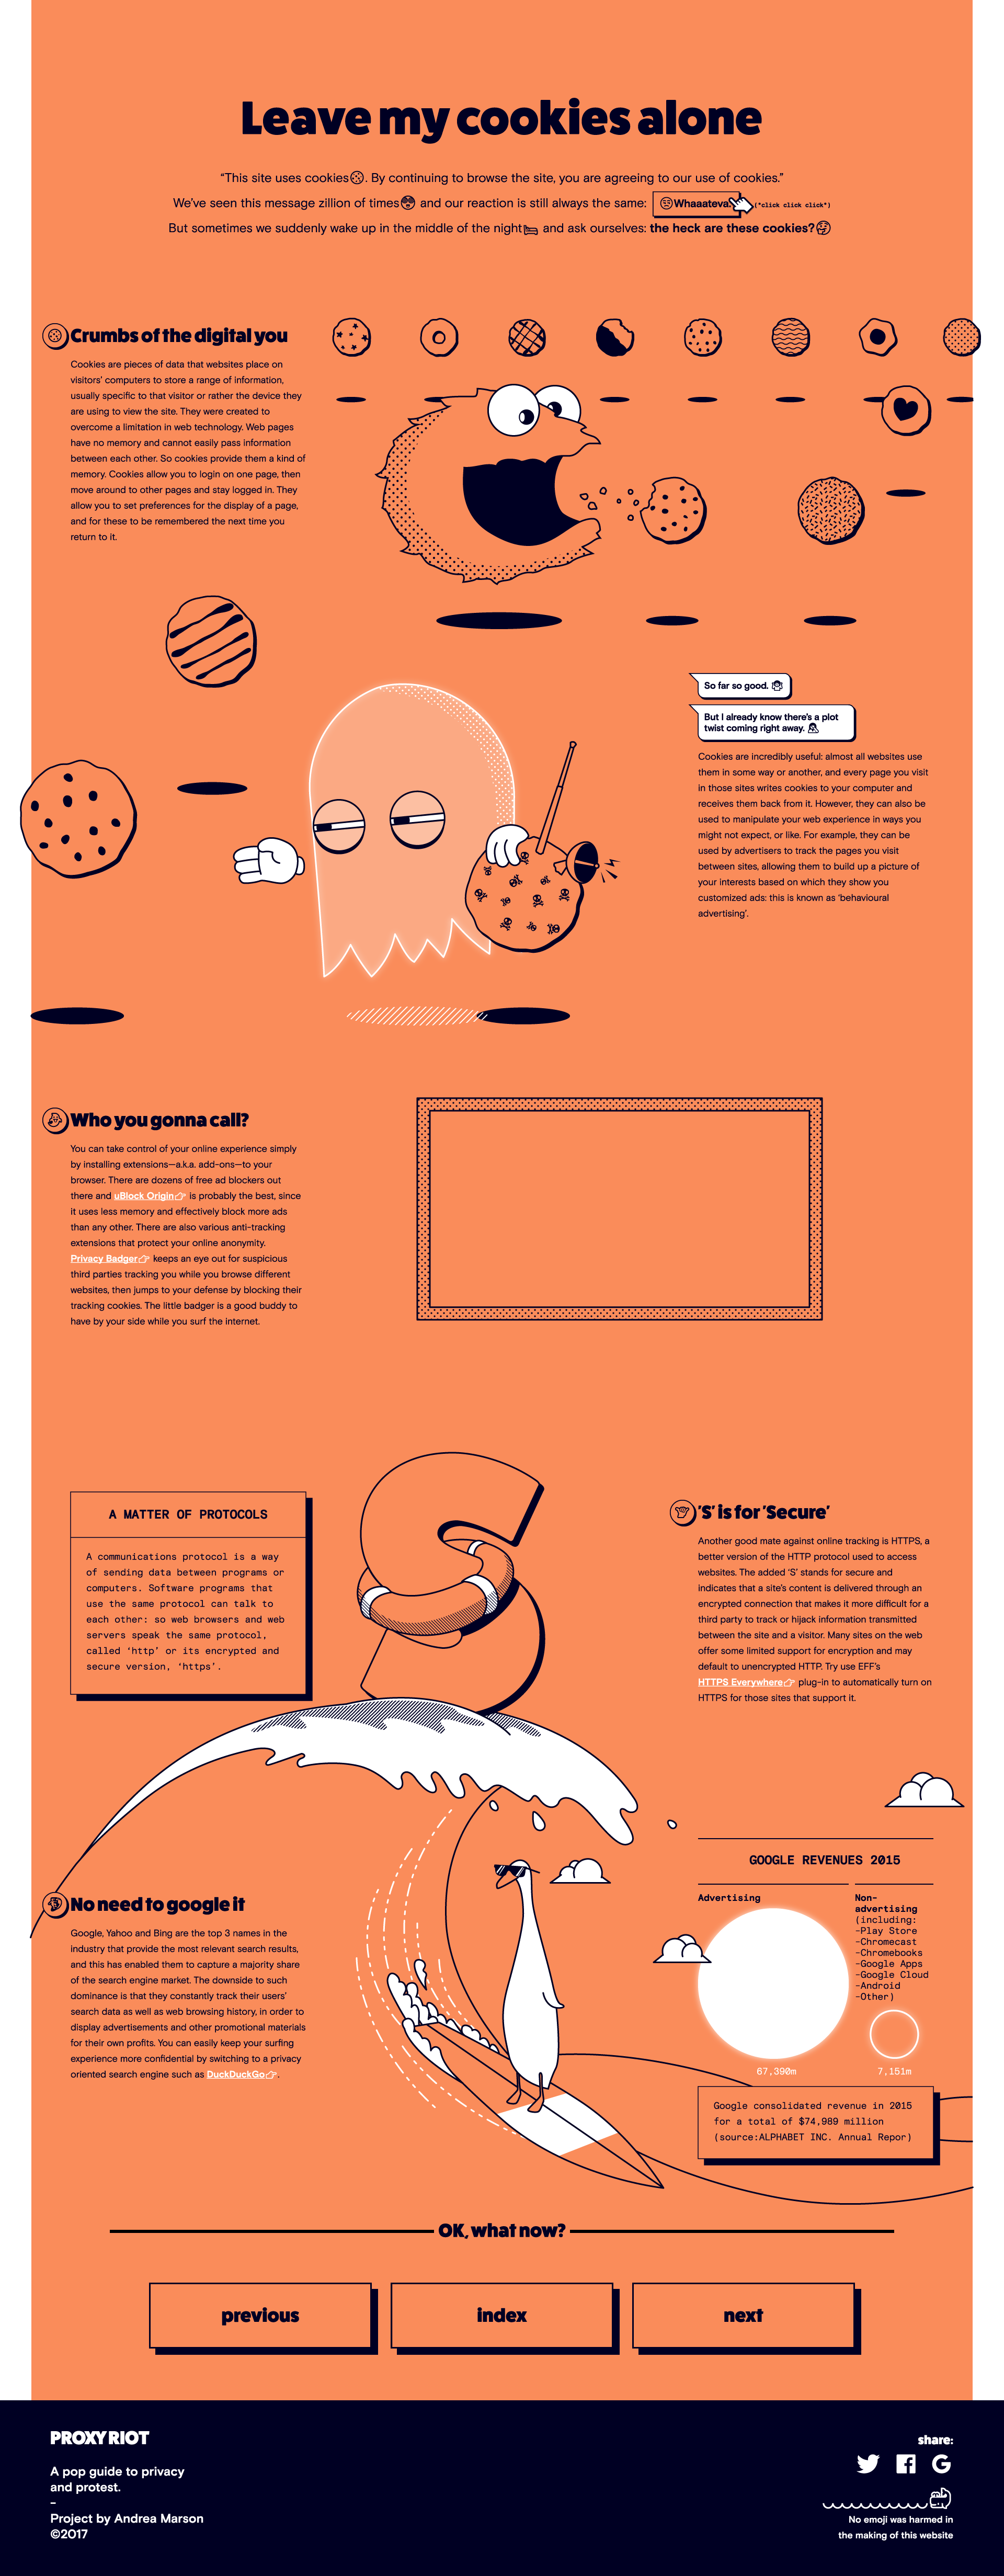 Leave my cookies alone
“This site uses cookies. By continuing to browse the site, you are agreeing to our use of cookies.”
We’ve seen this message zillion of times and our reaction is still always the same: Whaaateva. (*click click click*)
But sometimes we suddenly wake up in the middle of the night and ask ourselves: the heck are these cookies?
Crumbs of the digital you
Cookies are pieces of data that websites place on
visitors’ computers to store a range of information,
usually specific to that visitor or rather the device they
are using to view the site. They were created to
overcome a limitation in web technology. Web pages
have no memory and cannot easily pass information
between each other. So cookies provide them a kind of
memory. Cookies allow you to login on one page, then
move around to other pages and stay logged in. They
allow you to set preferences for the display of a page,
and for these to be remembered the next time you
return to it.
So far so good.
But I already know there’s a plot
twist coming right away.
Cookies are incredibly useful: almost all websites use
them in some way or another, and every page you visit
in those sites writes cookies to your computer and
receives them back from it. However, they can also be
used to manipulate your web experience in ways you
might not expect, or like. For example, they can be
used by advertisers to track the pages you visit
between sites, allowing them to build up a picture of
your interests based on which they show you
customized ads: this is known as ‘behavioural
advertising’.
Who you gonna call?
You can take control of your online experience simply
by installing extensions—a.k.a. add-ons—to your
browser. There are dozens of free ad blockers out
there and uBlock Origin is probably the best, since
it uses less memory and effectively block more ads
than any other. There are also various anti-tracking
extensions that protect your online anonymity.
Privacy Badger keeps an eye out for suspicious
third parties tracking you while you browse different
websites, then jumps to your defense by blocking their
tracking cookies. The little badger is a good buddy to
have by your side while you surf the internet.
A MATTER OF PROTOCOLS
A communications protocol is a way
of sending data between programs or
computers. Software programs that
use the same protocol can talk to
each other: so web browsers and web
servers speak the same protocol,
called ‘http’ or its encrypted and
secure version, ‘https’.
‘S’ is for ‘Secure’
Another good mate against online tracking is HTTPS, a
better version of the HTTP protocol used to access
websites. The added ‘S’ stands for secure and
indicates that a site’s content is delivered through an
encrypted connection that makes it more difficult for a
third party to track or hijack information transmitted
between the site and a visitor. Many sites on the web
offer some limited support for encryption and may
default to unencrypted HTTP. Try use EFF’s
HTTPS Everywhere plug-in to automatically turn on
HTTPS for those sites that support it.
No need to google it
Google, Yahoo and Bing are the top 3 names in the
industry that provide the most relevant search results,
and this has enabled them to capture a majority share
of the search engine market. The downside to such
dominance is that they constantly track their users’
search data as well as web browsing history, in order to
display advertisements and other promotional materials
for their own profits. You can easily keep your surfing
experience more confidential by switching to a privacy
oriented search engine such as DuckDuckGo.
GOOGLE REVENUES 2015
Advertising
Non-
advertising
(including:
-Play Store
-Chromecast
-Chromebooks
-Google Apps
-Google Cloud
-Android
-Other)
67,390m
7,151m
Google consolidated revenue in 2015
for a total of $74,989 million
(source:ALPHABET INC. Annual Repor)
OK, what now?
previous
index
next
PROXY RIOT
A pop guide to privacy
and protest.
–
Project by Andrea Marson
©2017
share:
No emoji was harmed in
the making of this website